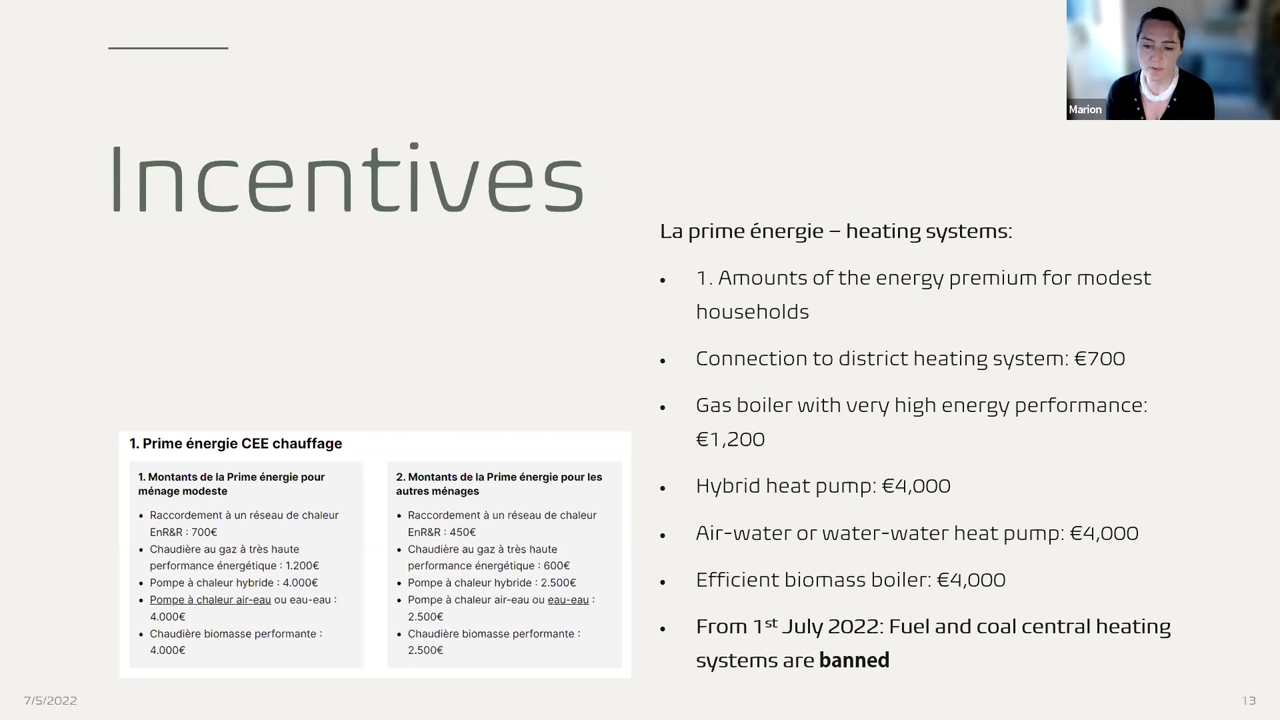 Marion
Incentives
La prime énergie – heating systems:
• 1. Amounts of the energy premium for modest
households
• Connection to district heating system: €700
• Gas boiler with very high energy performance:
€1,200
• Hybrid heat pump: €4,000
• Air-water or water-water heat pump: €4,000
• Efficient biomass boiler: €4,000
• From 1st July 2022: Fuel and coal central heating
systems are banned
1. Prime énergie CEE chauffage
1. Montants de la Prime énergie pour
ménage modeste
• Raccordement à un réseau de chaleur
EnR&R : 700€
• Chaudière au gaz à très haute
performance énergétique : 1.200€
• Pompe à chaleur hybride : 4.000€
• Pompe à chaleur air-eau ou eau-eau :
4.000€
• Chaudière biomasse performante :
4.000€
2. Montants de la Prime énergie pour les
autres ménages
• Raccordement à un réseau de chaleur
EnR&R : 450€
• Chaudière au gaz à très haute
performance énergétique : 600€
• Pompe à chaleur hybride : 2.500€
• Pompe à chaleur air-eau ou eau-eau :
2.500€
• Chaudière biomasse performante :
2.500€
7/5/2022
13